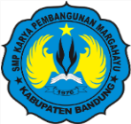 SMP KARYA PEMBANGUNAN MARGAHAYU
KABUPATEN BANDUNG